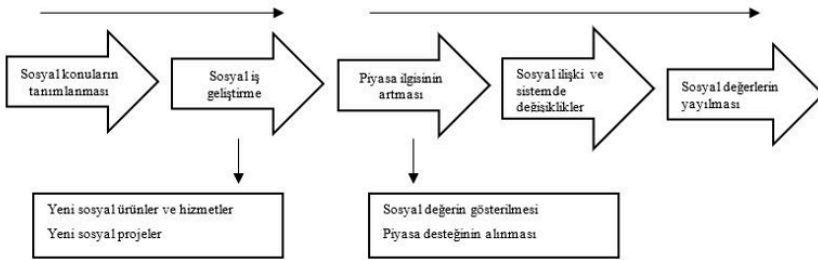 Sosyal konuların
tanımlanması
Sosyal iş
geliştirme
Piyasa ilgisinin
artması
Sosyal ilişki ve
sistemde
değişiklikler
Sosyal değerlerin
yayılması
Yeni sosyal ürünler ve hizmetler
Yeni sosyal projeler
Sosyal değerin gösterilmesi
Piyasa desteğinin alınması